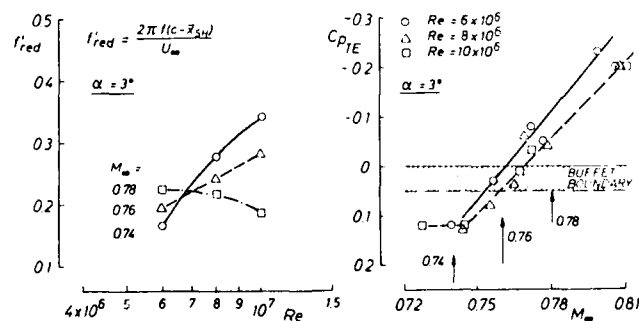 f'red
0.5
0.4
0.3
0.2
0.1
f'red = 2πf(c-x̄SH) / U∞
α = 3°
M∞ =
0.78
0.76
0.74
4×10⁶
5
6
7
8
9
10⁷
Re
1.5
CpTE
-0.3
-0.2
-0.1
0
0.1
0.2
Re = 6×10⁶
Re = 8×10⁶
Re = 10×10⁶
α = 3°
BUFFET
BOUNDARY
0.74
0.76
0.78
0.72
0.75
0.78
0.81
M∞